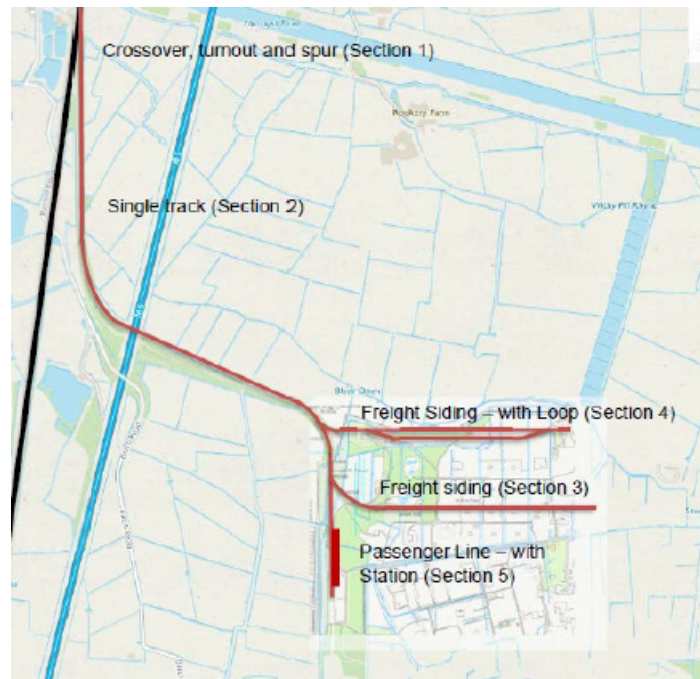 Crossover, turnout and spur (Section 1)
Rookery Farm
Single track (Section 2)
M5
Freight Siding – with Loop (Section 4)
Freight siding (Section 3)
Passenger Line – with
Station (Section 5)